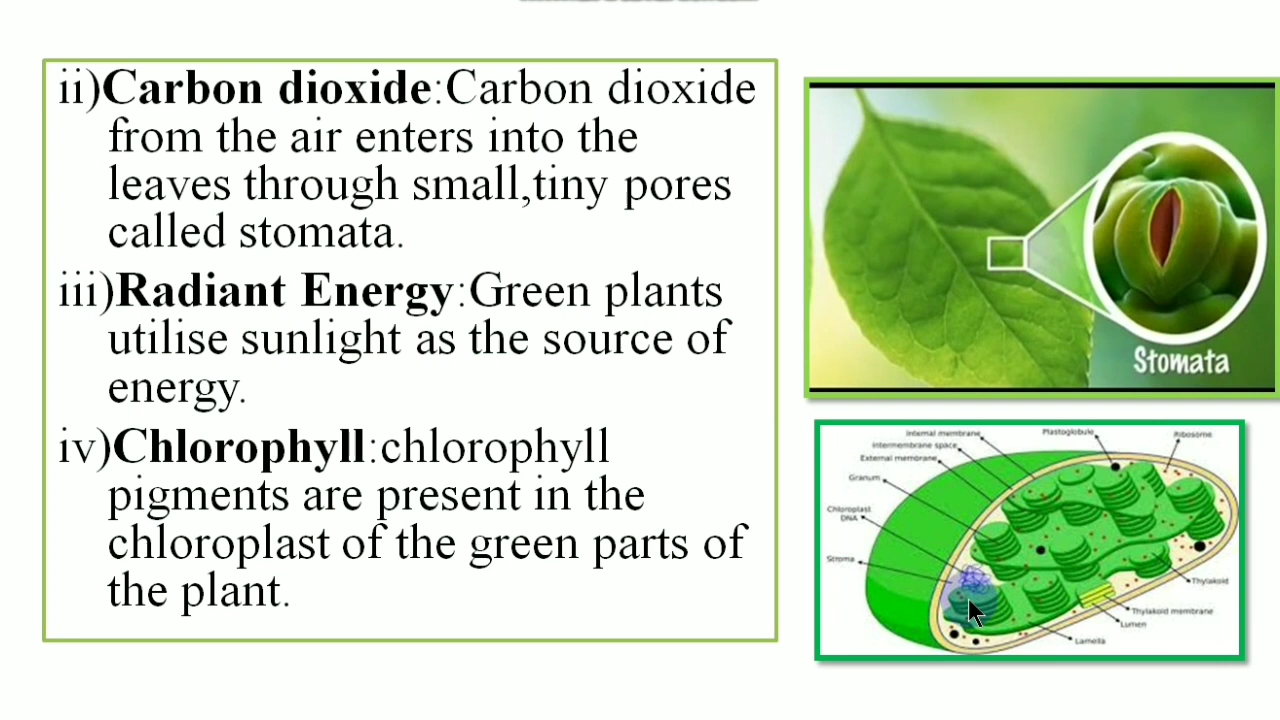 ii)Carbon dioxide:Carbon dioxide
from the air enters into the
leaves through small,tiny pores
called stomata.
iii)Radiant Energy:Green plants
utilise sunlight as the source of
energy.
iv)Chlorophyll:chlorophyll
pigments are present in the
chloroplast of the green parts of
the plant.
Stomata
Internal membrane
Intermembrane space
External membrane
Granum
Chloroplast
DNA
Stroma
Plastoglobule
Ribosome
Thylakoid
Thylakoid membrane
Lumen
Lamella